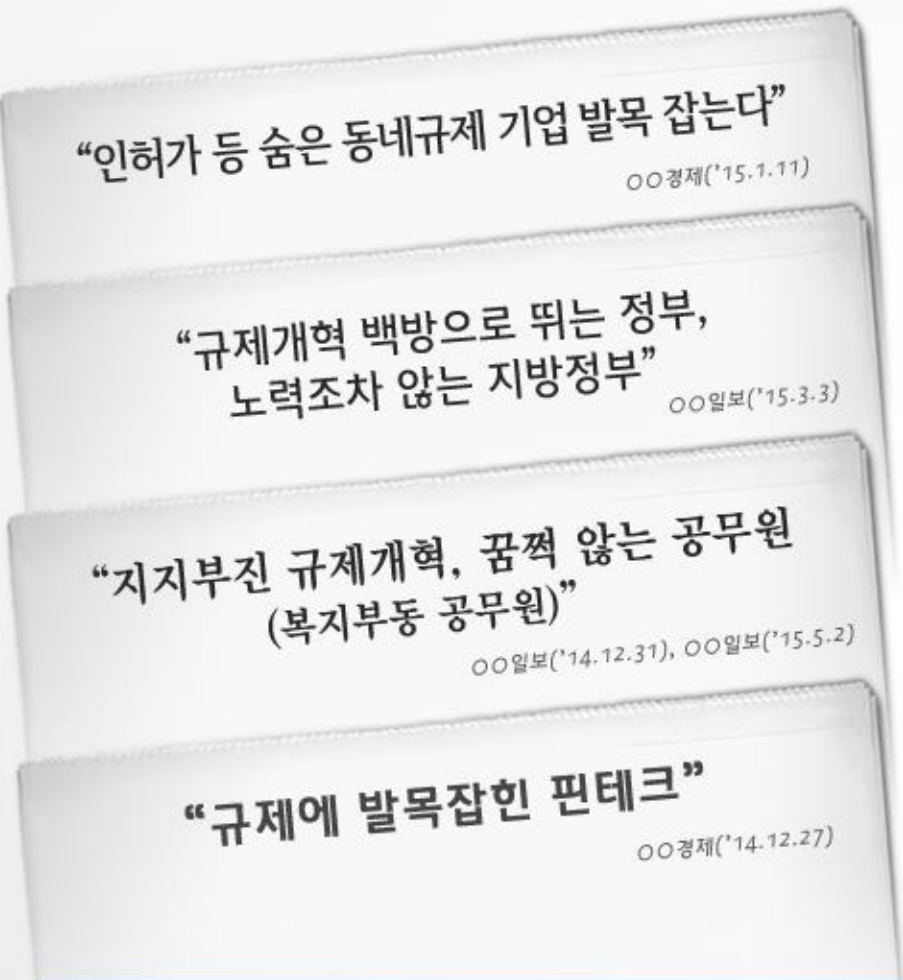 “인허가 등 숨은 동네규제 기업 발목 잡는다”
○○경제('15.1.11)
“규제개혁 백방으로 뛰는 정부,
노력조차 않는 지방정부”
○○일보('15.3.3)
“지지부진 규제개혁, 꿈쩍 않는 공무원
(복지부동 공무원)”
○○일보('14.12.31), ○○일보('15.5.2)
“규제에 발목잡힌 핀테크”
○○경제('14.12.27)